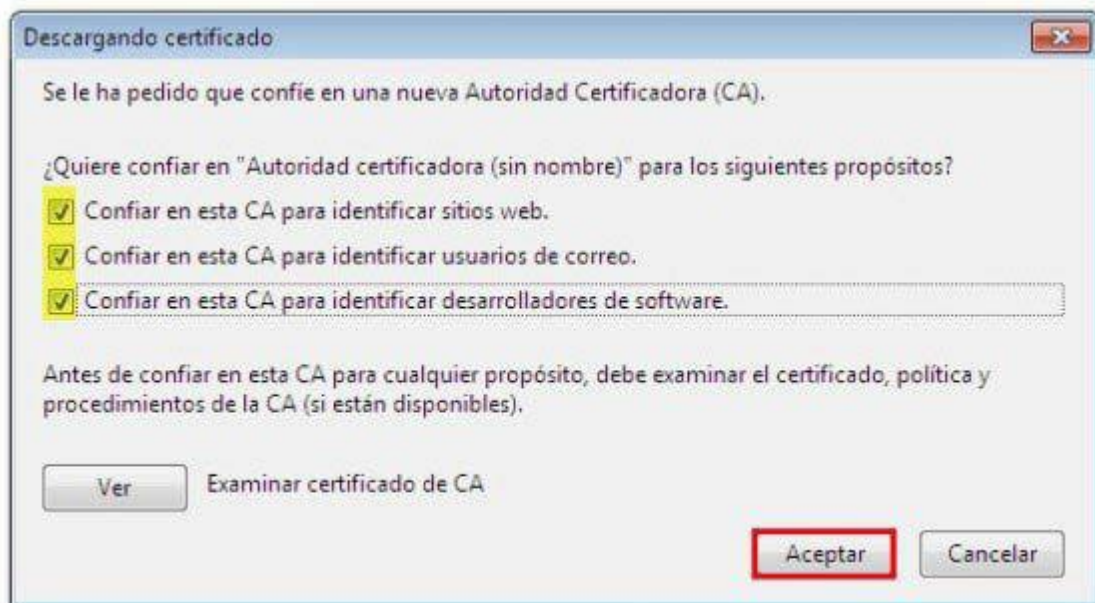 Descargando certificado
Se le ha pedido que confíe en una nueva Autoridad Certificadora (CA).
¿Quiere confiar en "Autoridad certificadora (sin nombre)" para los siguientes propósitos?
Confiar en esta CA para identificar sitios web.
Confiar en esta CA para identificar usuarios de correo.
Confiar en esta CA para identificar desarrolladores de software.
Antes de confiar en esta CA para cualquier propósito, debe examinar el certificado, política y
procedimientos de la CA (si están disponibles).
Ver Examinar certificado de CA
Aceptar Cancelar